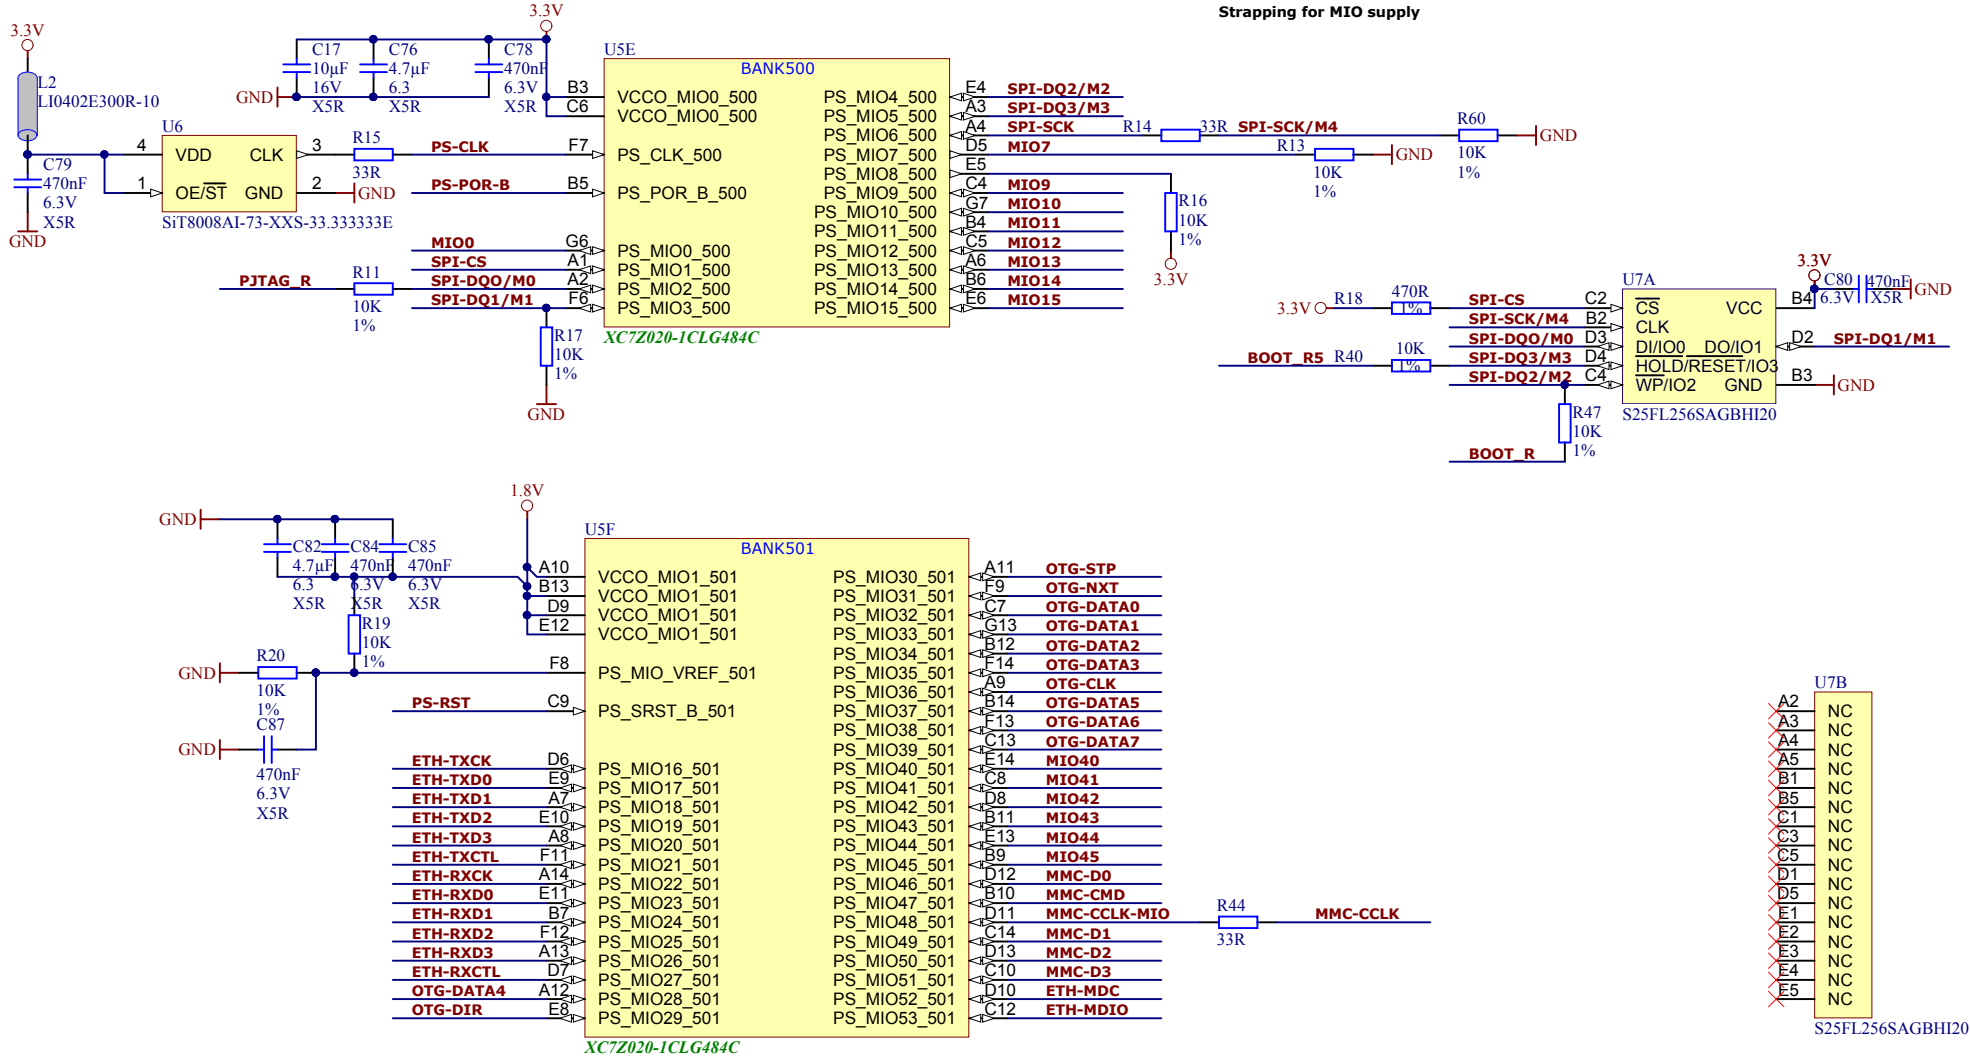 Strapping for MIO supply
3.3V
L2
LI0402E300R-10
C79
470nF
6.3V
X5R
GND
U6
4 VDD CLK 3
1 OE/ST GND 2
SiT8008AI-73-XXS-33.333333E
R15
33R
GND
3.3V
C17
10µF
16V
X5R
C76
4.7µF
6.3
X5R
C78
470nF
6.3V
X5R
GND
U5E
BANK500
B3 VCCO_MIO0_500
C6 VCCO_MIO0_500
PS-CLK F7 PS_CLK_500
PS-POR-B B5 PS_POR_B_500
MIO0 G6 PS_MIO0_500
SPI-CS A1 PS_MIO1_500
SPI-DQO/M0 A2 PS_MIO2_500
SPI-DQ1/M1 F6 PS_MIO3_500
PJTAG_R
R11
10K
1%
R17
10K
1%
GND
PS_MIO4_500 E4 SPI-DQ2/M2
PS_MIO5_500 A3 SPI-DQ3/M3
PS_MIO6_500 A4 SPI-SCK
PS_MIO7_500 D5 MIO7
PS_MIO8_500 E5
PS_MIO9_500 C4 MIO9
PS_MIO10_500 G7 MIO10
PS_MIO11_500 B4 MIO11
PS_MIO12_500 C5 MIO12
PS_MIO13_500 A6 MIO13
PS_MIO14_500 B6 MIO14
PS_MIO15_500 E6 MIO15
XC7Z020-1CLG484C
R14 33R SPI-SCK/M4
R60
10K
1%
GND
R13
10K
1%
GND
R16
10K
1%
3.3V
3.3V R18 470R 1%
BOOT_R5 R40 10K 1%
U7A
SPI-CS C2 CS
SPI-SCK/M4 B2 CLK
SPI-DQO/M0 D3 DI/IO0
SPI-DQ3/M3 D4 HOLD/RESET/IO3
SPI-DQ2/M2 C4 WP/IO2
VCC B4
DO/IO1 D2 SPI-DQ1/M1
GND B3 GND
S25FL256SAGBHI20
3.3V
C80 470nF
6.3V X5R
GND
R47
10K
1%
BOOT_R
1.8V
GND
C82
4.7µF
6.3
X5R
C84
470nF
6.3V
X5R
C85
470nF
6.3V
X5R
R19
10K
1%
GND
R20
10K
1%
GND
C87
470nF
6.3V
X5R
U5F
BANK501
A10 VCCO_MIO1_501
B13 VCCO_MIO1_501
D9 VCCO_MIO1_501
E12 VCCO_MIO1_501
F8 PS_MIO_VREF_501
PS-RST C9 PS_SRST_B_501
ETH-TXCK D6 PS_MIO16_501
ETH-TXD0 E9 PS_MIO17_501
ETH-TXD1 A7 PS_MIO18_501
ETH-TXD2 E10 PS_MIO19_501
ETH-TXD3 A8 PS_MIO20_501
ETH-TXCTL F11 PS_MIO21_501
ETH-RXCK A14 PS_MIO22_501
ETH-RXD0 E11 PS_MIO23_501
ETH-RXD1 B7 PS_MIO24_501
ETH-RXD2 F12 PS_MIO25_501
ETH-RXD3 A13 PS_MIO26_501
ETH-RXCTL D7 PS_MIO27_501
OTG-DATA4 A12 PS_MIO28_501
OTG-DIR E8 PS_MIO29_501
PS_MIO30_501 A11 OTG-STP
PS_MIO31_501 F9 OTG-NXT
PS_MIO32_501 C7 OTG-DATA0
PS_MIO33_501 G13 OTG-DATA1
PS_MIO34_501 B12 OTG-DATA2
PS_MIO35_501 F14 OTG-DATA3
PS_MIO36_501 A9 OTG-CLK
PS_MIO37_501 B14 OTG-DATA5
PS_MIO38_501 F13 OTG-DATA6
PS_MIO39_501 C13 OTG-DATA7
PS_MIO40_501 E14 MIO40
PS_MIO41_501 C8 MIO41
PS_MIO42_501 D8 MIO42
PS_MIO43_501 B11 MIO43
PS_MIO44_501 E13 MIO44
PS_MIO45_501 B9 MIO45
PS_MIO46_501 D12 MMC-D0
PS_MIO47_501 B10 MMC-CMD
PS_MIO48_501 D11 MMC-CCLK-MIO
PS_MIO49_501 C14 MMC-D1
PS_MIO50_501 D13 MMC-D2
PS_MIO51_501 C10 MMC-D3
PS_MIO52_501 D10 ETH-MDC
PS_MIO53_501 C12 ETH-MDIO
XC7Z020-1CLG484C
R44
33R
MMC-CCLK
U7B
A2 NC
A3 NC
A4 NC
A5 NC
B1 NC
B5 NC
C1 NC
C3 NC
C5 NC
D1 NC
D5 NC
E1 NC
E2 NC
E3 NC
E4 NC
E5 NC
S25FL256SAGBHI20